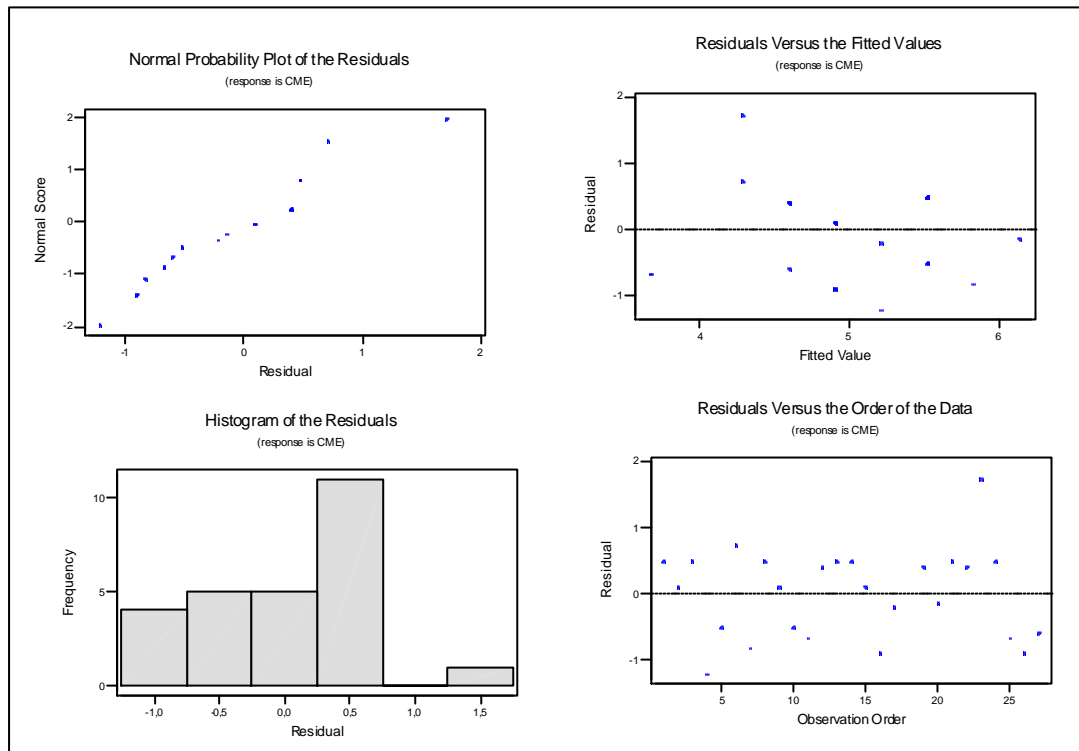 Normal Probability Plot of the Residuals
(response is CME)
2
1
0
-1
-2
Normal Score
-1 0 1 2
Residual
Residuals Versus the Fitted Values
(response is CME)
2
1
0
-1
Residual
4 5 6
Fitted Value
Histogram of the Residuals
(response is CME)
10
5
0
Frequency
-1,0 -0,5 0,0 0,5 1,0 1,5
Residual
Residuals Versus the Order of the Data
(response is CME)
2
1
0
-1
Residual
5 10 15 20 25
Observation Order